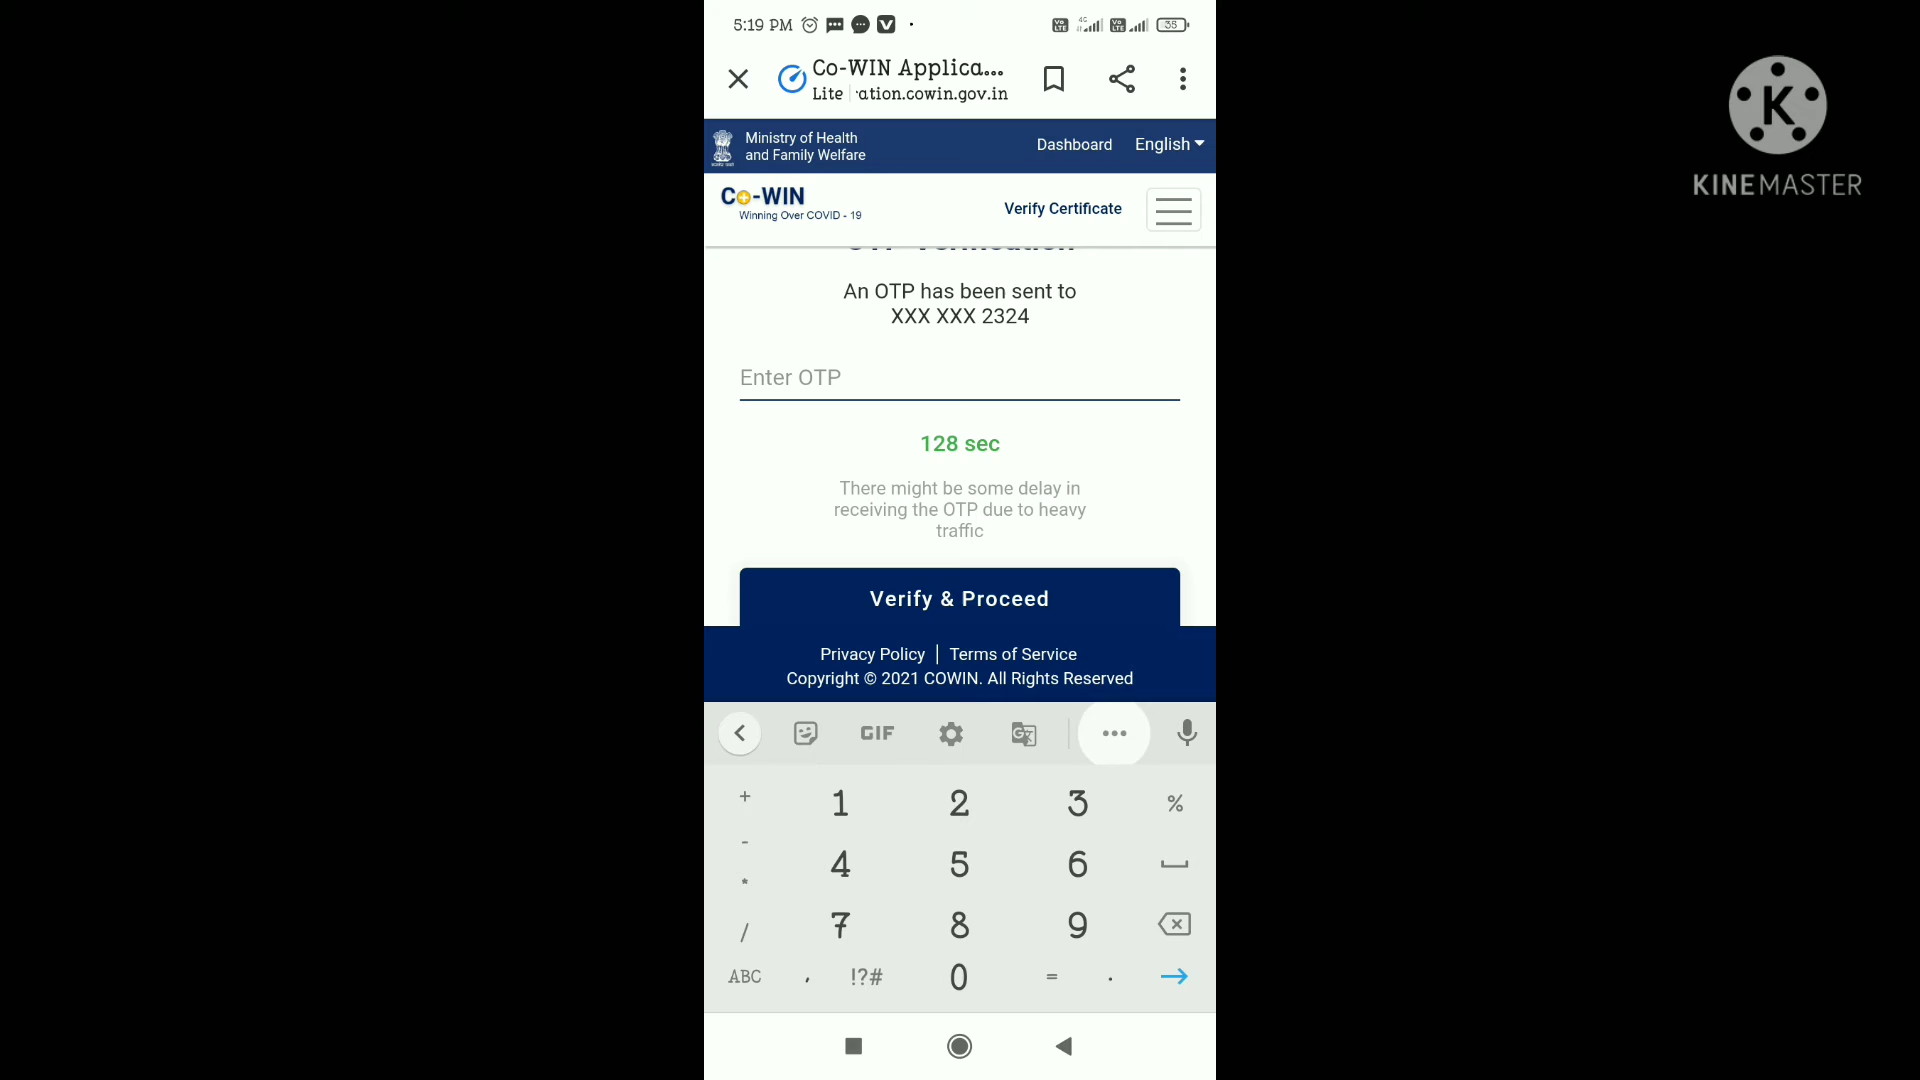 5:19 PM
35
Co-WIN Applica...
Lite
ation.cowin.gov.in
Ministry of Health
and Family Welfare
Dashboard
English
Co-WIN
Winning Over COVID - 19
Verify Certificate
OTP Verification
An OTP has been sent to
XXX XXX 2324
Enter OTP
128 sec
There might be some delay in
receiving the OTP due to heavy
traffic
Verify & Proceed
Privacy Policy | Terms of Service
Copyright © 2021 COWIN. All Rights Reserved
GIF
+ 1 2 3 %
-
4 5 6
*
/ 7 8 9
ABC , !?# 0 = .
K
KINEMASTER